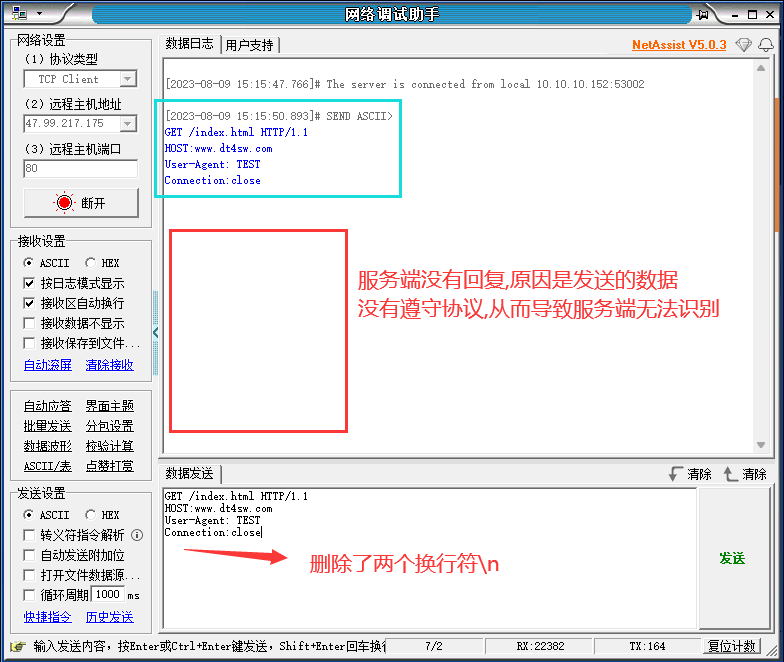 网络调试助手
网络设置
(1) 协议类型
TCP Client
(2) 远程主机地址
47.99.217.175
(3) 远程主机端口
80
断开
接收设置
ASCII HEX
按日志模式显示
接收区自动换行
接收数据不显示
接收保存到文件...
自动滚屏 清除接收
自动应答 界面主题
批量发送 分包设置
数据波形 校验计算
ASCII/表 点赞打赏
发送设置
ASCII HEX
转义符指令解析
自动发送附加位
打开文件数据源...
循环周期 1000 ms
快捷指令 历史发送
数据日志 用户支持
NetAssist V5.0.3
[2023-08-09 15:15:47.766]# The server is connected from local 10.10.10.152:53002
[2023-08-09 15:15:50.893]# SEND ASCII>
GET /index.html HTTP/1.1
HOST:www.dt4sw.com
User-Agent: TEST
Connection:close
服务端没有回复,原因是发送的数据
没有遵守协议,从而导致服务端无法识别
数据发送 清除 清除
GET /index.html HTTP/1.1
HOST:www.dt4sw.com
User-Agent: TEST
Connection:close
删除了两个换行符\n
发送
输入发送内容，按Enter或Ctrl+Enter键发送，Shift+Enter回车换行
7/2 RX:22382 TX:164 复位计数